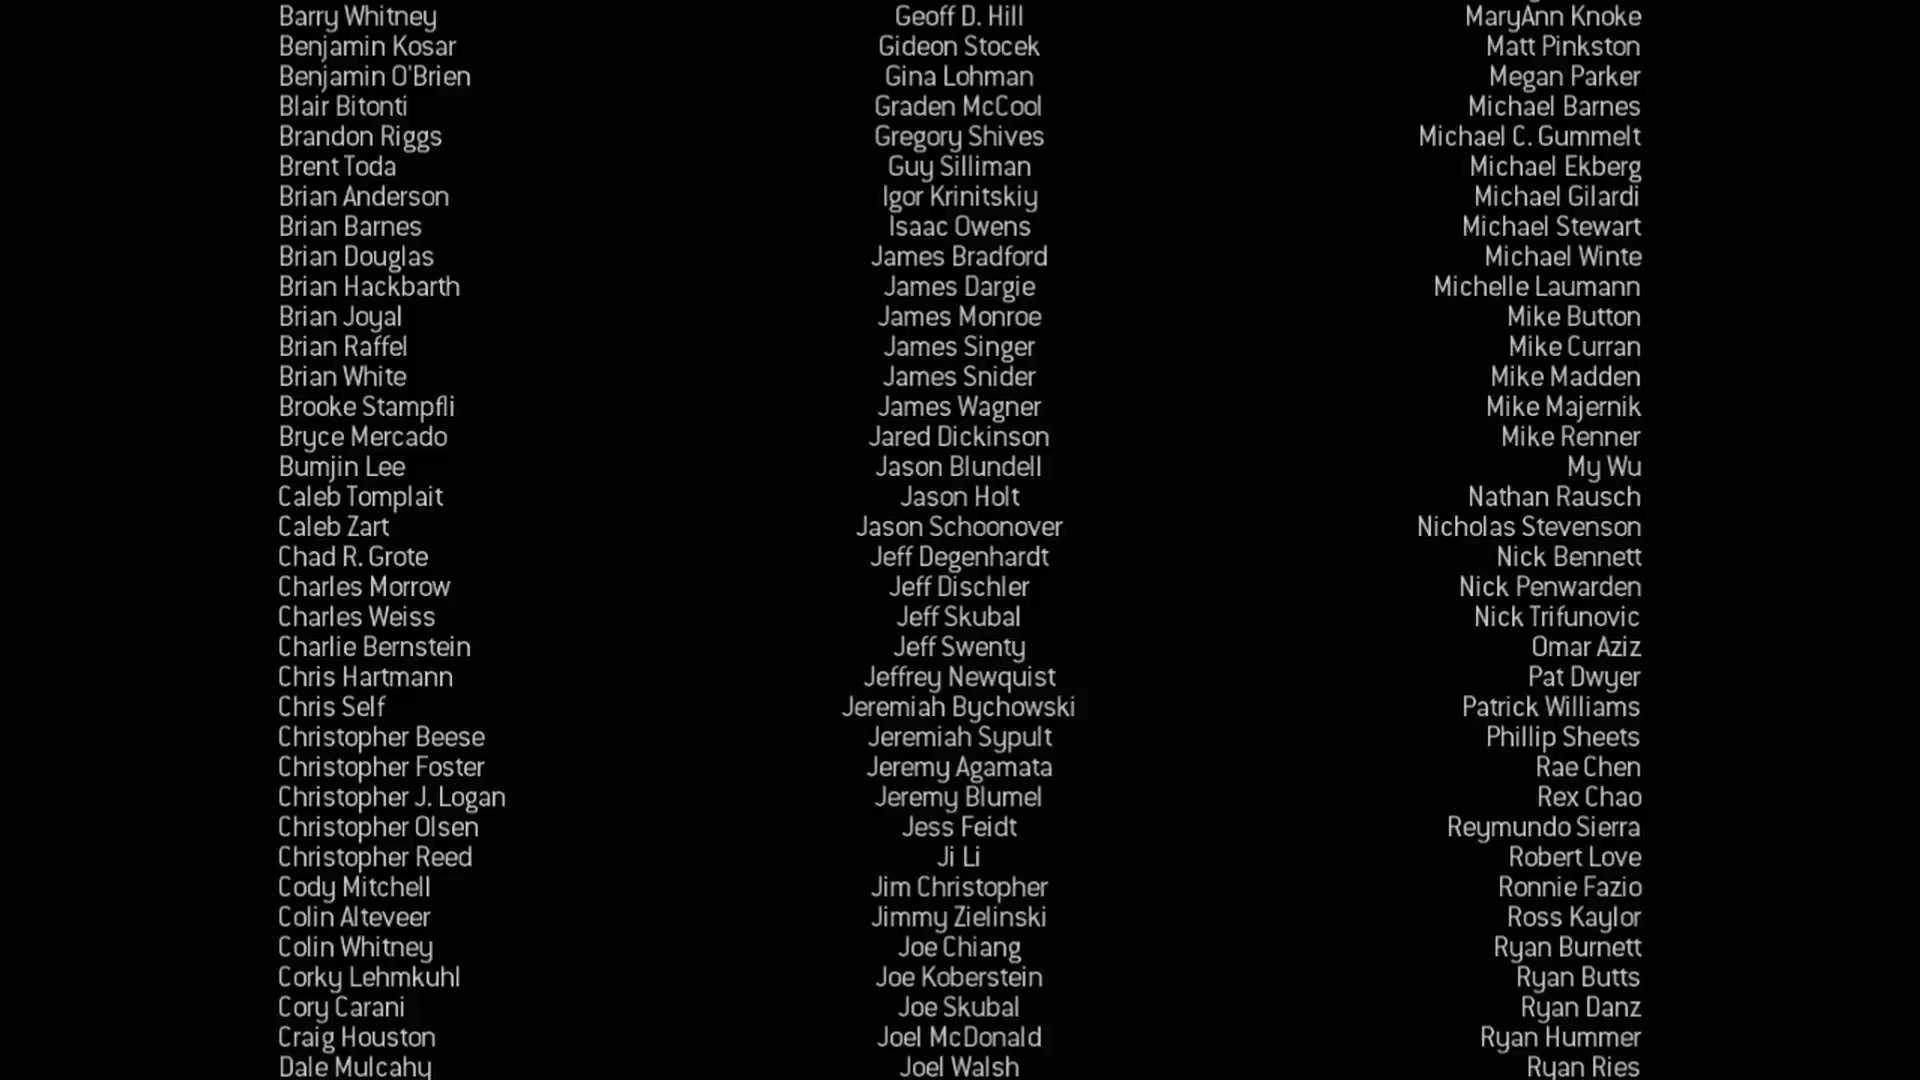 Barry Whitney
Benjamin Kosar
Benjamin O'Brien
Blair Bitonti
Brandon Riggs
Brent Toda
Brian Anderson
Brian Barnes
Brian Douglas
Brian Hackbarth
Brian Joyal
Brian Raffel
Brian White
Brooke Stampfli
Bryce Mercado
Bumjin Lee
Caleb Tomplait
Caleb Zart
Chad R. Grote
Charles Morrow
Charles Weiss
Charlie Bernstein
Chris Hartmann
Chris Self
Christopher Beese
Christopher Foster
Christopher J. Logan
Christopher Olsen
Christopher Reed
Cody Mitchell
Colin Alteveer
Colin Whitney
Corky Lehmkuhl
Cory Carani
Craig Houston
Dale Mulcahy
Geoff D. Hill
Gideon Stocek
Gina Lohman
Graden McCool
Gregory Shives
Guy Silliman
Igor Krinitskiy
Isaac Owens
James Bradford
James Dargie
James Monroe
James Singer
James Snider
James Wagner
Jared Dickinson
Jason Blundell
Jason Holt
Jason Schoonover
Jeff Degenhardt
Jeff Dischler
Jeff Skubal
Jeff Swenty
Jeffrey Newquist
Jeremiah Bychowski
Jeremiah Sypult
Jeremy Agamata
Jeremy Blumel
Jess Feidt
Ji Li
Jim Christopher
Jimmy Zielinski
Joe Chiang
Joe Koberstein
Joe Skubal
Joel McDonald
Joel Walsh
MaryAnn Knoke
Matt Pinkston
Megan Parker
Michael Barnes
Michael C. Gummelt
Michael Ekberg
Michael Gilardi
Michael Stewart
Michael Winte
Michelle Laumann
Mike Button
Mike Curran
Mike Madden
Mike Majernik
Mike Renner
My Wu
Nathan Rausch
Nicholas Stevenson
Nick Bennett
Nick Penwarden
Nick Trifunovic
Omar Aziz
Pat Dwyer
Patrick Williams
Phillip Sheets
Rae Chen
Rex Chao
Reymundo Sierra
Robert Love
Ronnie Fazio
Ross Kaylor
Ryan Burnett
Ryan Butts
Ryan Danz
Ryan Hummer
Ryan Ries